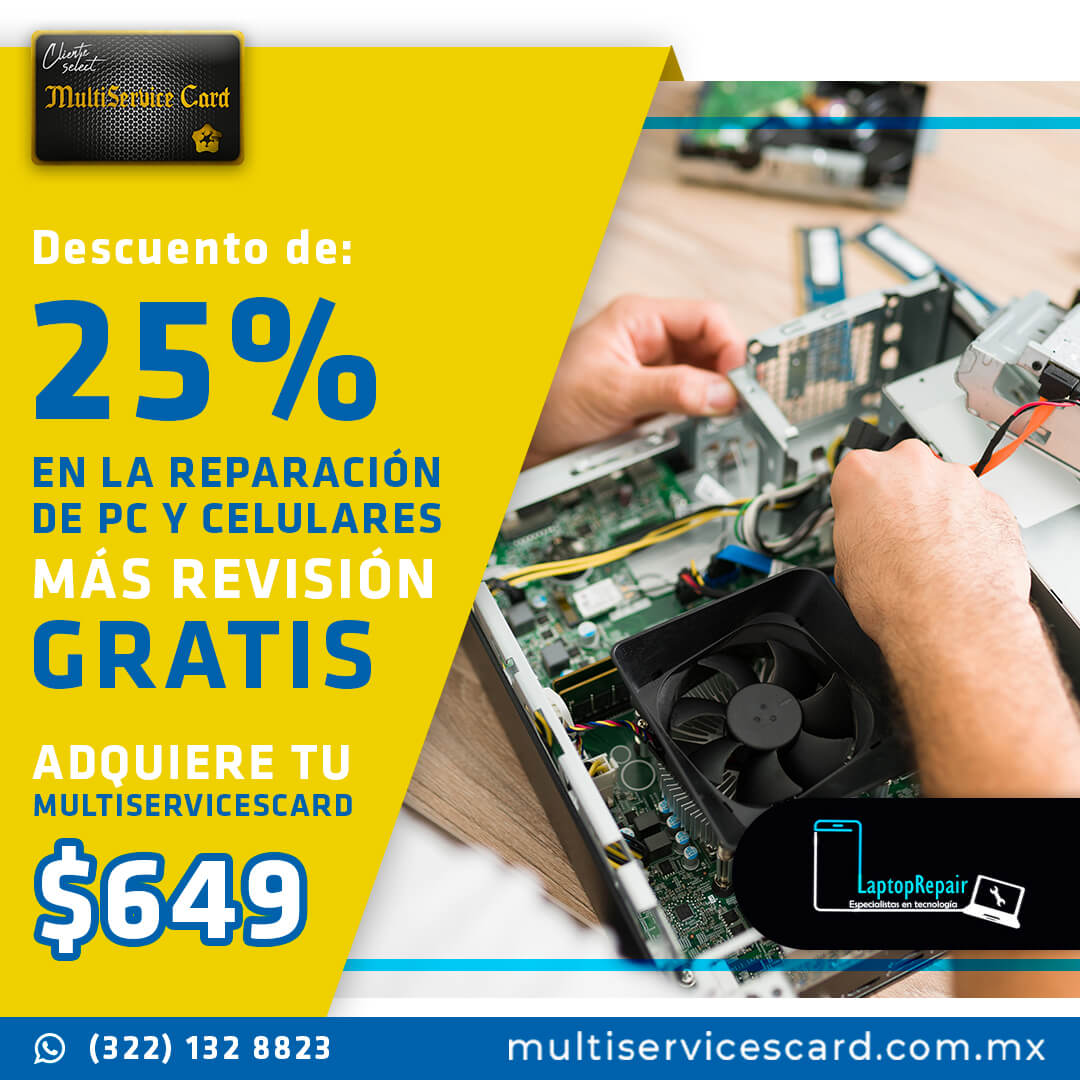 Cliente
select
MultiService Card
Descuento de:
25%
EN LA REPARACIÓN
DE PC Y CELULARES
MÁS REVISIÓN
GRATIS
ADQUIERE TU
MULTISERVICESCARD
$649
LaptopRepair
Especialistas en tecnología
(322) 132 8823
multiservicescard.com.mx